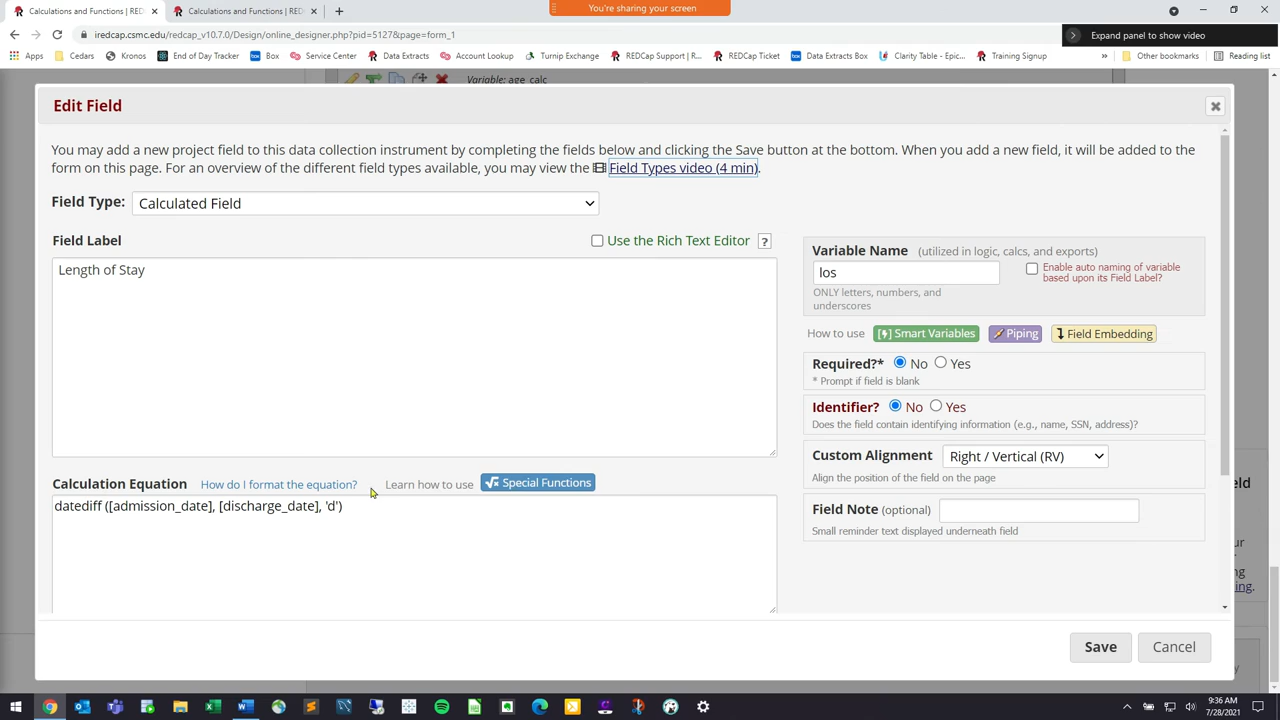 Calculations and Functions | RED
Calculations and Functions | RED
You're sharing your screen
iredcap.csmc.edu/redcap_v10.7.0/Design/online_designer.php?pid=5127&page=form_1
Expand panel to show video
Apps
Cedars
Kronos
End of Day Tracker
Box
Service Center
Data Extracts
Account Lookup
Turnip Exchange
REDCap Support | R...
REDCap Ticket
Data Extracts Box
Clarity Table - Epic...
Training Signup
»
Other bookmarks
Reading list
Variable: age_calc
Edit Field
You may add a new project field to this data collection instrument by completing the fields below and clicking the Save button at the bottom. When you add a new field, it will be added to the
form on this page. For an overview of the different field types available, you may view the Field Types video (4 min).
Field Type: Calculated Field
Field Label
Use the Rich Text Editor ?
Length of Stay
Variable Name (utilized in logic, calcs, and exports)
los
Enable auto naming of variable
based upon its Field Label?
ONLY letters, numbers, and
underscores
How to use [⚡] Smart Variables Piping Field Embedding
Required?* No Yes
* Prompt if field is blank
Identifier? No Yes
Does the field contain identifying information (e.g., name, SSN, address)?
Custom Alignment Right / Vertical (RV)
Align the position of the field on the page
Field Note (optional)
Small reminder text displayed underneath field
Calculation Equation How do I format the equation? Learn how to use Special Functions
datediff ([admission_date], [discharge_date], 'd')
Save
Cancel
9:36 AM
7/28/2021